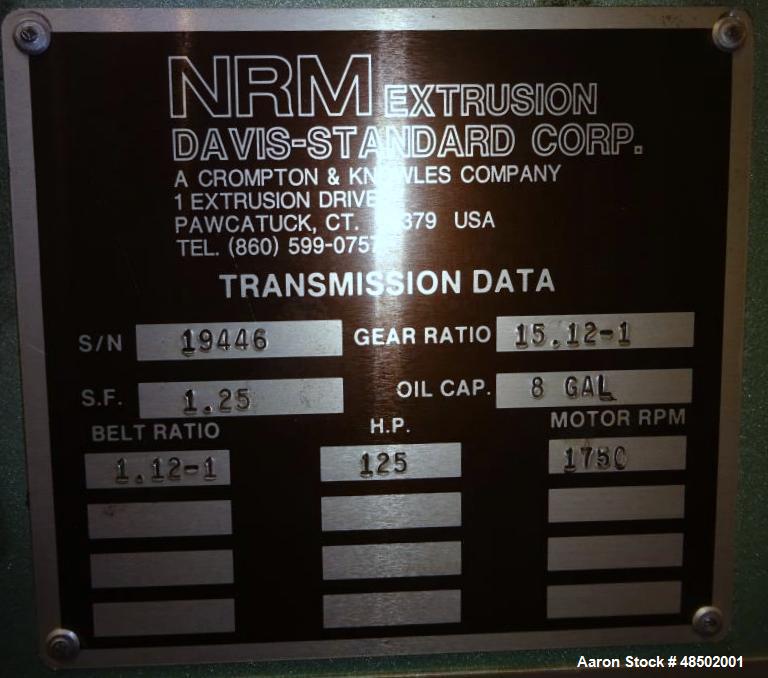 NRM EXTRUSION
DAVIS-STANDARD CORP.
A CROMPTON & KNOWLES COMPANY
1 EXTRUSION DRIVE
PAWCATUCK, CT. USA
TEL. (860) 599-0757
TRANSMISSION DATA
S/N 19446 GEAR RATIO 15.12-1
S.F. 1.25 OIL CAP. 8 GAL
BELT RATIO H.P. MOTOR RPM
1.12-1 125 1750
Aaron Stock # 48502001